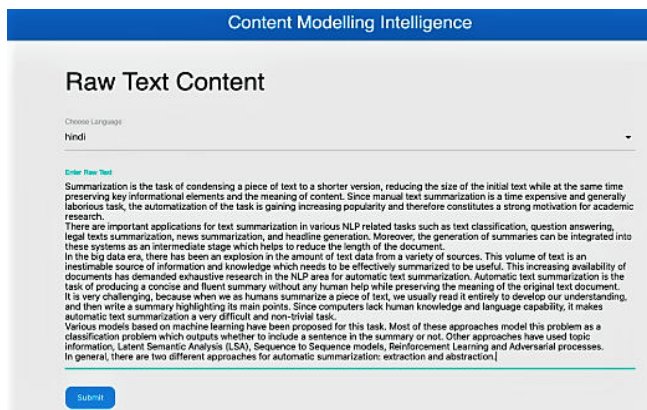 Content Modelling Intelligence
Raw Text Content
Choose Language
hindi
Enter Raw Text
Summarization is the task of condensing a piece of text to a shorter version, reducing the size of the initial text while at the same time
preserving key informational elements and the meaning of content. Since manual text summarization is a time expensive and generally
laborious task, the automatization of the task is gaining increasing popularity and therefore constitutes a strong motivation for academic
research.
There are important applications for text summarization in various NLP related tasks such as text classification, question answering,
legal texts summarization, news summarization, and headline generation. Moreover, the generation of summaries can be integrated into
these systems as an intermediate stage which helps to reduce the length of the document.
In the big data era, there has been an explosion in the amount of text data from a variety of sources. This volume of text is an
inestimable source of information and knowledge which needs to be effectively summarized to be useful. This increasing availability of
documents has demanded exhaustive research in the NLP area for automatic text summarization. Automatic text summarization is the
task of producing a concise and fluent summary without any human help while preserving the meaning of the original text document.
It is very challenging, because when we as humans summarize a piece of text, we usually read it entirely to develop our understanding,
and then write a summary highlighting its main points. Since computers lack human knowledge and language capability, it makes
automatic text summarization a very difficult and non-trivial task.
Various models based on machine learning have been proposed for this task. Most of these approaches model this problem as a
classification problem which outputs whether to include a sentence in the summary or not. Other approaches have used topic
information, Latent Semantic Analysis (LSA), Sequence to Sequence models, Reinforcement Learning and Adversarial processes.
In general, there are two different approaches for automatic summarization: extraction and abstraction.
Submit